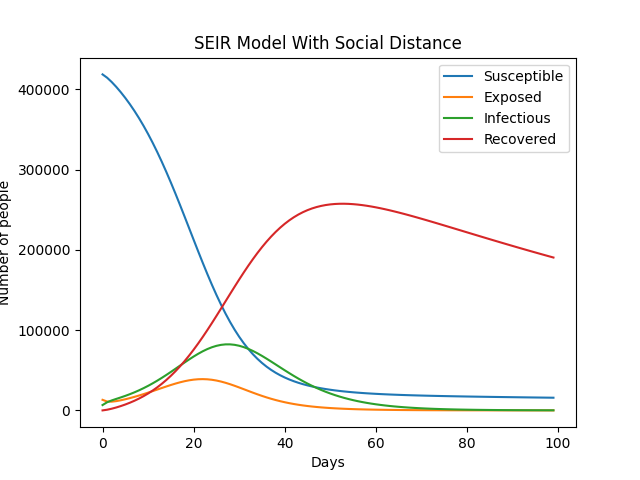 SEIR Model With Social Distance
Number of people
400000
300000
200000
100000
0
Susceptible
Exposed
Infectious
Recovered
0 20 40 60 80 100
Days